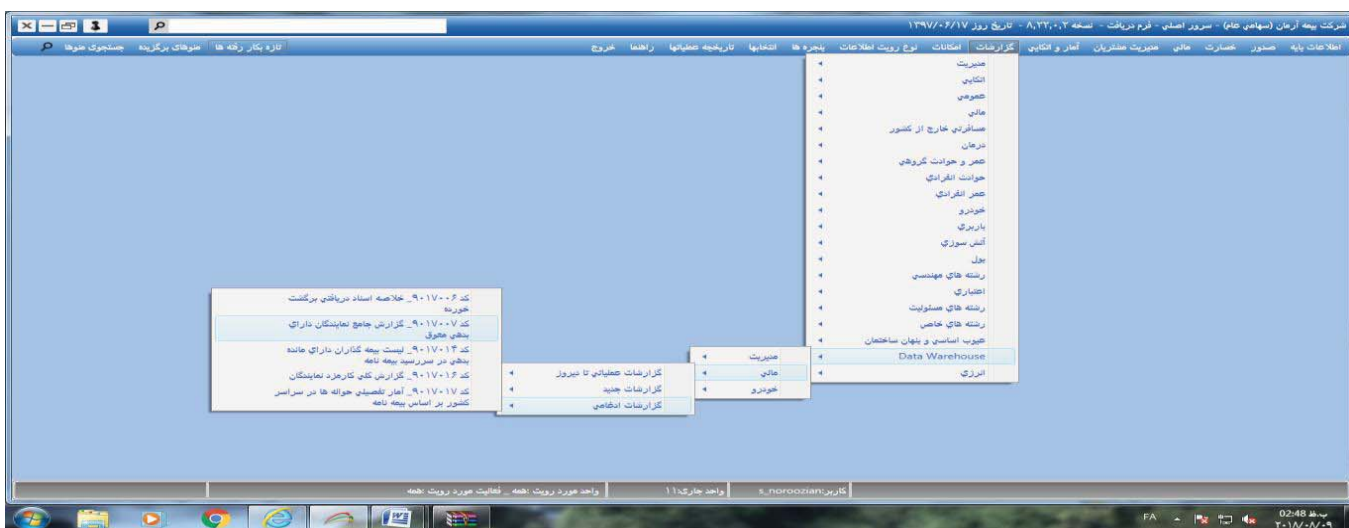 شرکت بیمه آرمان (سهامی عام) - سرور اصلی - فرم دریافت - نسخه ۸,۲۲,۰,۲ - تاریخ روز ۱۳۹۷/۰۶/۱۷
اطلاعات پایه صدور خسارت مالی مدیریت مشتریان آمار و اتکایی گزارشات امکانات نوع رویت اطلاعات پنجره ها انتخابها تاریخچه عملیاتها راهنما خروج تازه بکار رفته ها منوهای برگزیده جستجوی منوها
مدیریت
اتکایی
عمومی
مالی
مسافرتی خارج از کشور
درمان
عمر و حوادث گروهی
حوادث انفرادی
عمر انفرادی
خودرو
باربری
آتش سوزی
پول
رشته های مهندسی
اعتباری
رشته های مسئولیت
رشته های خاص
عیوب اساسی و پنهان ساختمان
Data Warehouse
انرژی
مدیریت
مالی
خودرو
گزارشات عملیاتی تا دیروز
گزارشات جدید
گزارشات ادغامی
کد ۹۰۱۷۰۰۶_ خلاصه اسناد دریافتی برگشت
خورده
کد ۹۰۱۷۰۰۷_ گزارش جامع نمایندگان دارای
بدهی معوق
کد ۹۰۱۷۰۱۴_ لیست بیمه گذاران دارای مانده
بدهی در سررسید بیمه نامه
کد ۹۰۱۷۰۱۶_ گزارش کلی کارمزد نمایندگان
کد ۹۰۱۷۰۱۷_ آمار تفصیلی حواله ها در سراسر
کشور بر اساس بیمه نامه
کاربر:s_noroozian واحد جاری:۱۱ واحد مورد رویت :همه _ فعالیت مورد رویت :همه
FA
02:48 ب.ظ
۲۰۱۸/۰۸/۰۹